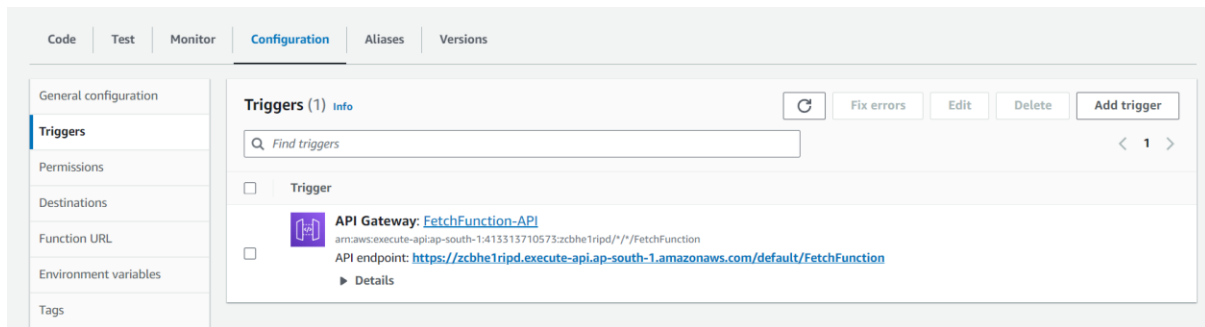 Code Test Monitor Configuration Aliases Versions
General configuration
Triggers
Permissions
Destinations
Function URL
Environment variables
Tags
Triggers (1) Info
Fix errors Edit Delete Add trigger
Find triggers
1
Trigger
API Gateway: FetchFunction-API
arn:aws:execute-api:ap-south-1:413313710573:zcbhe1ripd/*/*/FetchFunction
API endpoint: https://zcbhe1ripd.execute-api.ap-south-1.amazonaws.com/default/FetchFunction
Details